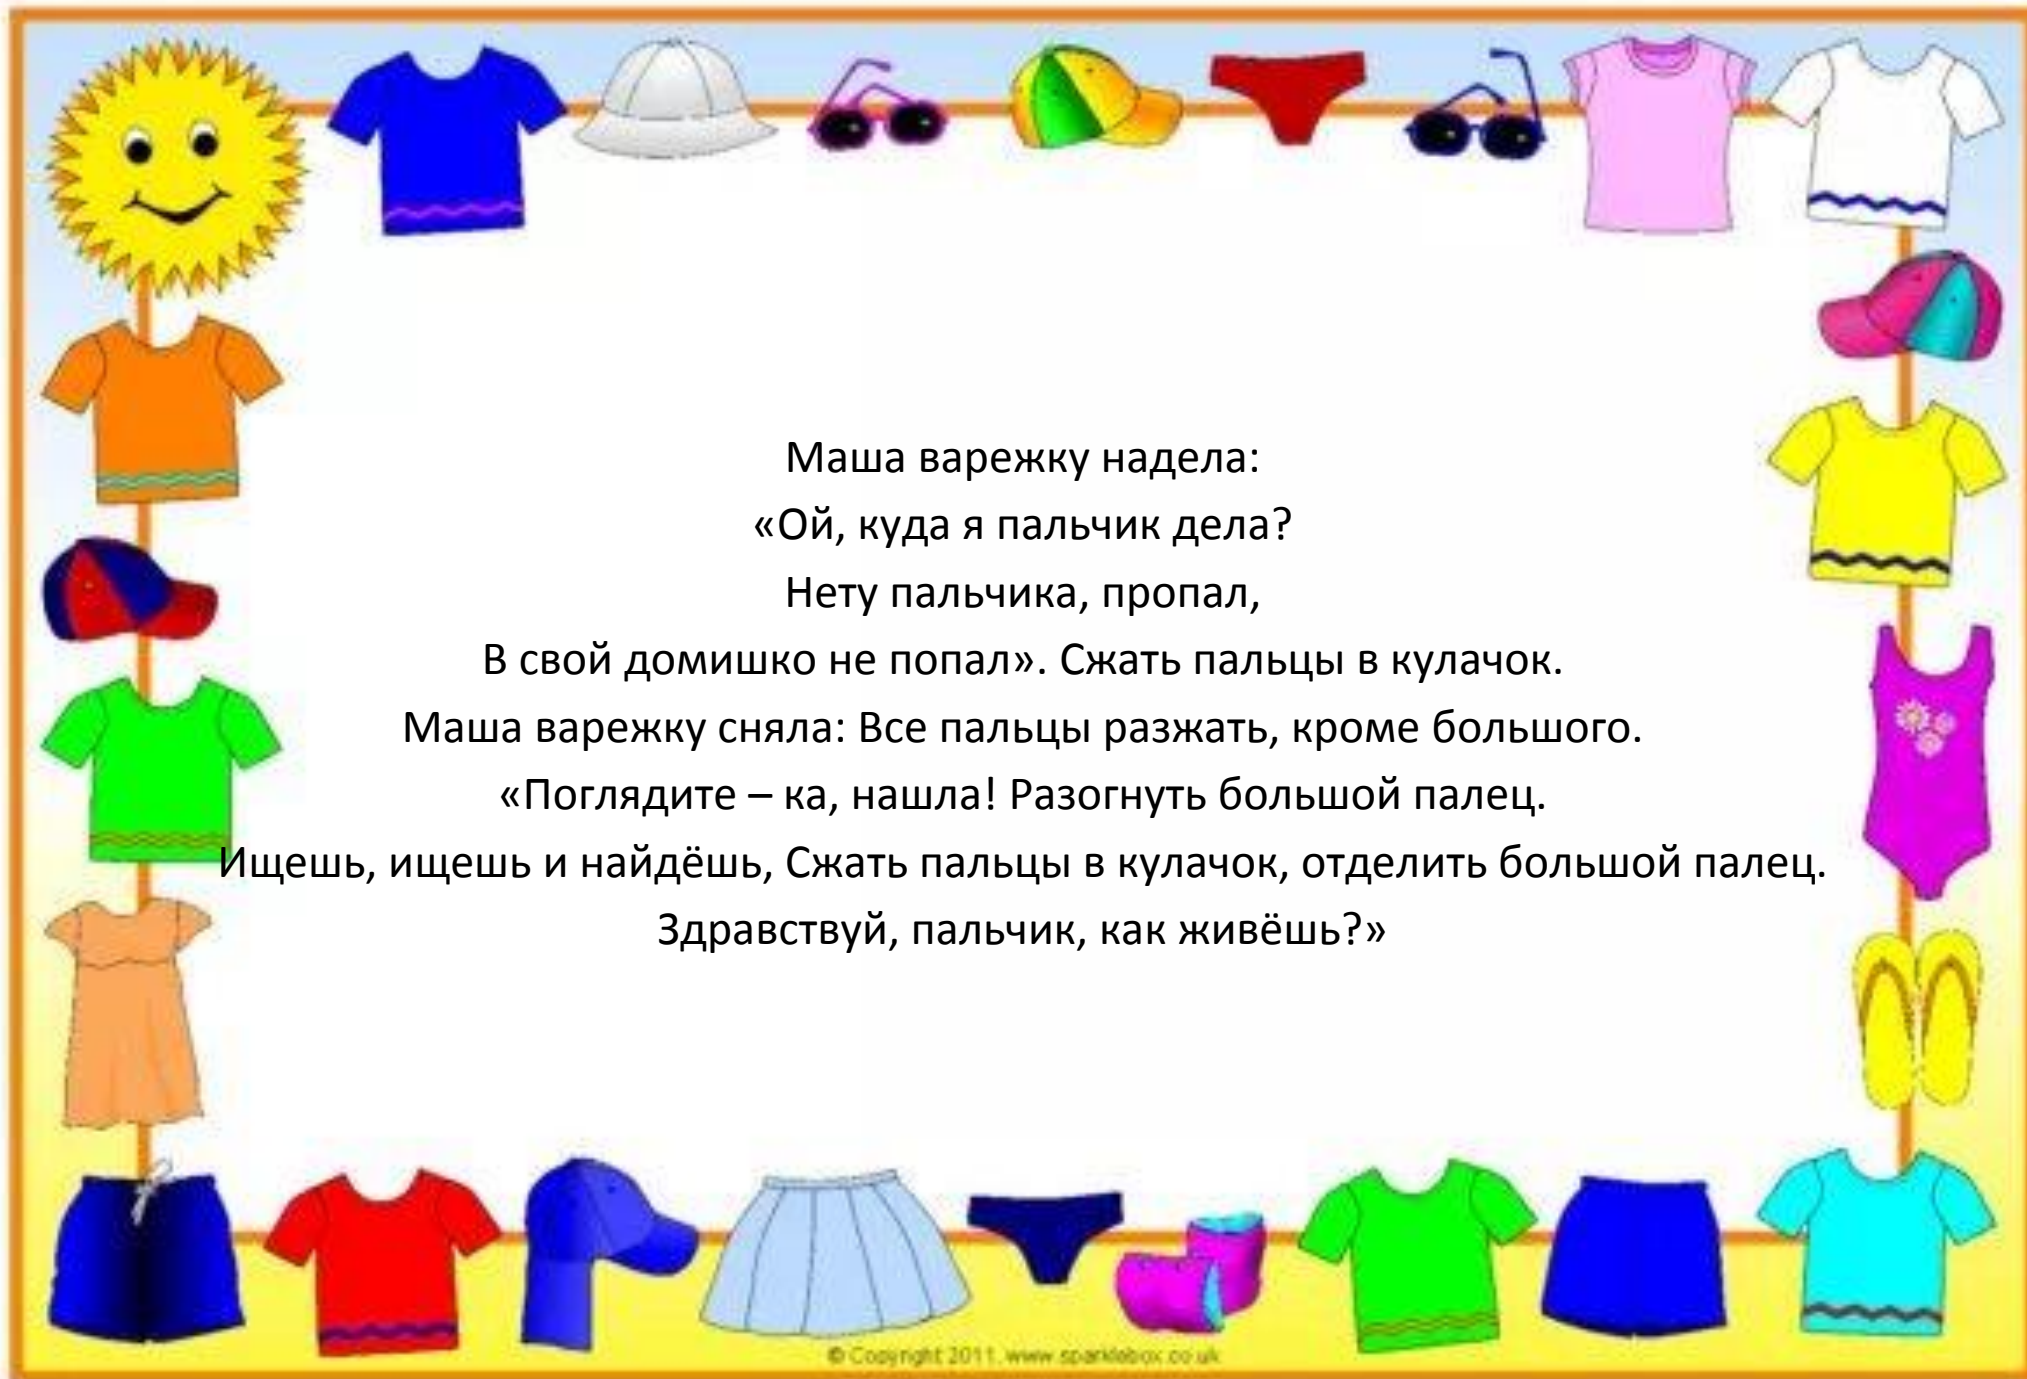 Маша варежку надела:
«Ой, куда я пальчик дела?
Нету пальчика, пропал,
В свой домишко не попал». Сжать пальцы в кулачок.
Маша варежку сняла: Все пальцы разжать, кроме большого.
«Поглядите – ка, нашла! Разогнуть большой палец.
Ищешь, ищешь и найдёшь, Сжать пальцы в кулачок, отделить большой палец.
Здравствуй, пальчик, как живёшь?»
© Copyright 2011, www.sparklebox.co.uk